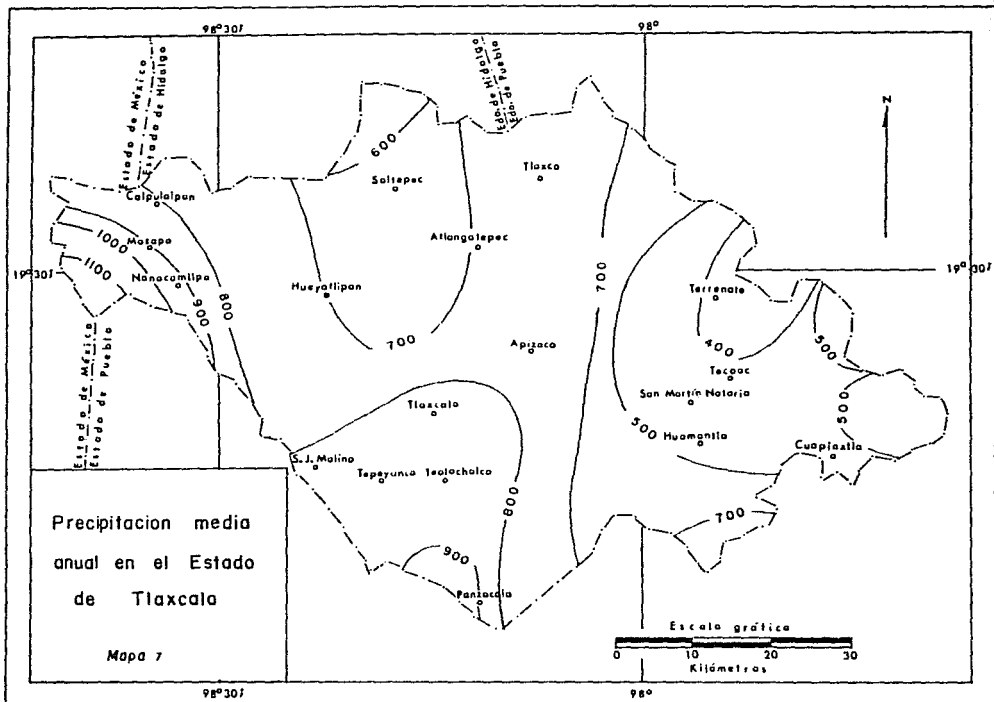 98°30'
98°
Estado de México
Estado de Hidalgo
Edo. de Hidalgo
Edo. de Puebla
N
600
Soltepec
Tlaxco
Calpulalpan
Mazapa
1000
Nanacamilpa
1100
900
800
Hueyotlipan
Atlangatepec
700
700
19°30'
19°30'
Terrenate
400
500
Tecoac
Apizaco
San Martín Notaria
500
Huamantla
500
Cuapiaxtla
Tlaxcala
S.J. Molino
Tepeyanco
Teolocholco
800
900
Panzacola
700
Estado de México
Estado de Puebla
Precipitacion media
anual en el Estado
de Tlaxcala
Mapa 7
Escala gráfica
0 10 20 30
Kilómetros
98°30'
98°